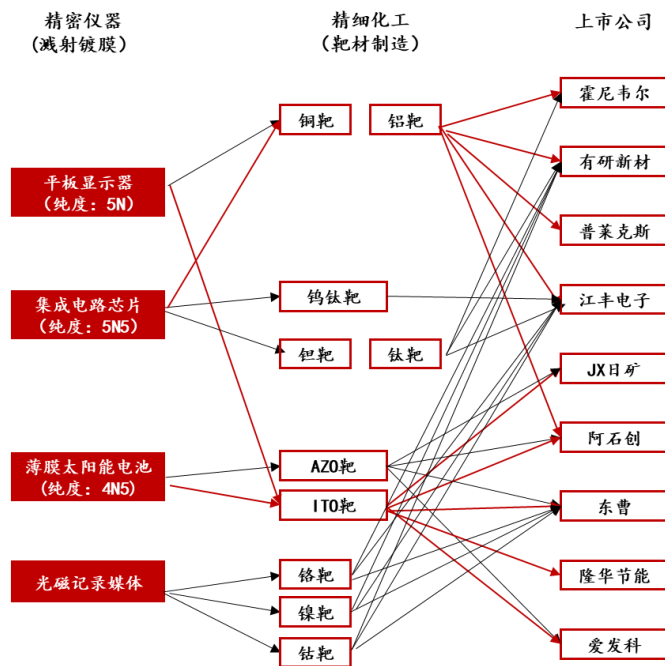 精密仪器
(溅射镀膜)
精细化工
（靶材制造）
上市公司
平板显示器
（纯度：5N）
集成电路芯片
（纯度：5N5）
薄膜太阳能电池
(纯度：4N5)
光磁记录媒体
铜靶
铝靶
钨钛靶
钽靶
钛靶
AZO靶
ITO靶
铬靶
镍靶
钴靶
霍尼韦尔
有研新材
普莱克斯
江丰电子
JX日矿
阿石创
东曹
隆华节能
爱发科